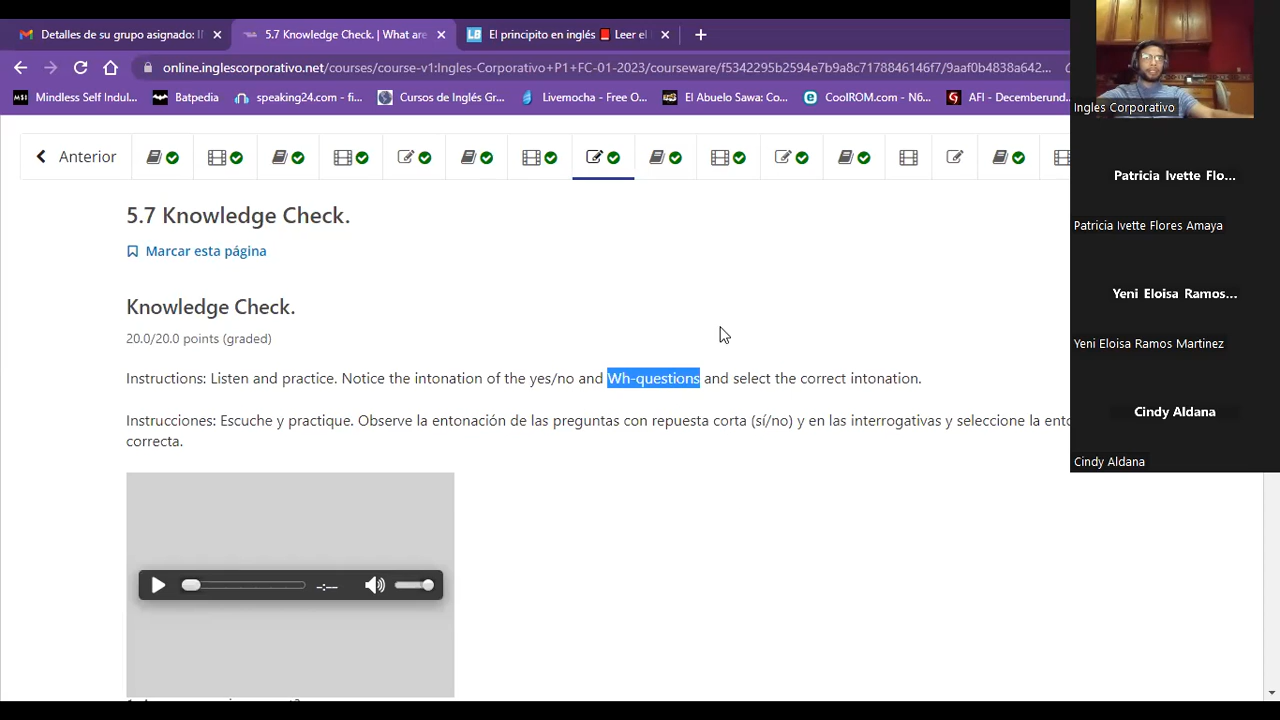 Detalles de su grupo asignado: If
5.7 Knowledge Check. | What are
El principito en inglés 📕 Leer el
online.inglescorporativo.net/courses/course-v1:Ingles-Corporativo+P1+FC-01-2023/courseware/f5342295b2594e7b9a8c7178846146f7/9aaf0b4838a642...
Mindless Self Indul...
Batpedia
speaking24.com - fi...
Cursos de Inglés Gr...
Livemocha - Free O...
El Abuelo Sawa: Co...
CoolROM.com - N6...
AFI - Decemberund...
Ingles Corporativo
Anterior
Patricia Ivette Flo...
Patricia Ivette Flores Amaya
5.7 Knowledge Check.
Marcar esta página
Yeni Eloisa Ramos...
Yeni Eloisa Ramos Martinez
Knowledge Check.
20.0/20.0 points (graded)
Instructions: Listen and practice. Notice the intonation of the yes/no and Wh-questions and select the correct intonation.
Cindy Aldana
Cindy Aldana
Instrucciones: Escuche y practique. Observe la entonación de las preguntas con repuesta corta (sí/no) y en las interrogativas y seleccione la ento
correcta.
-:--